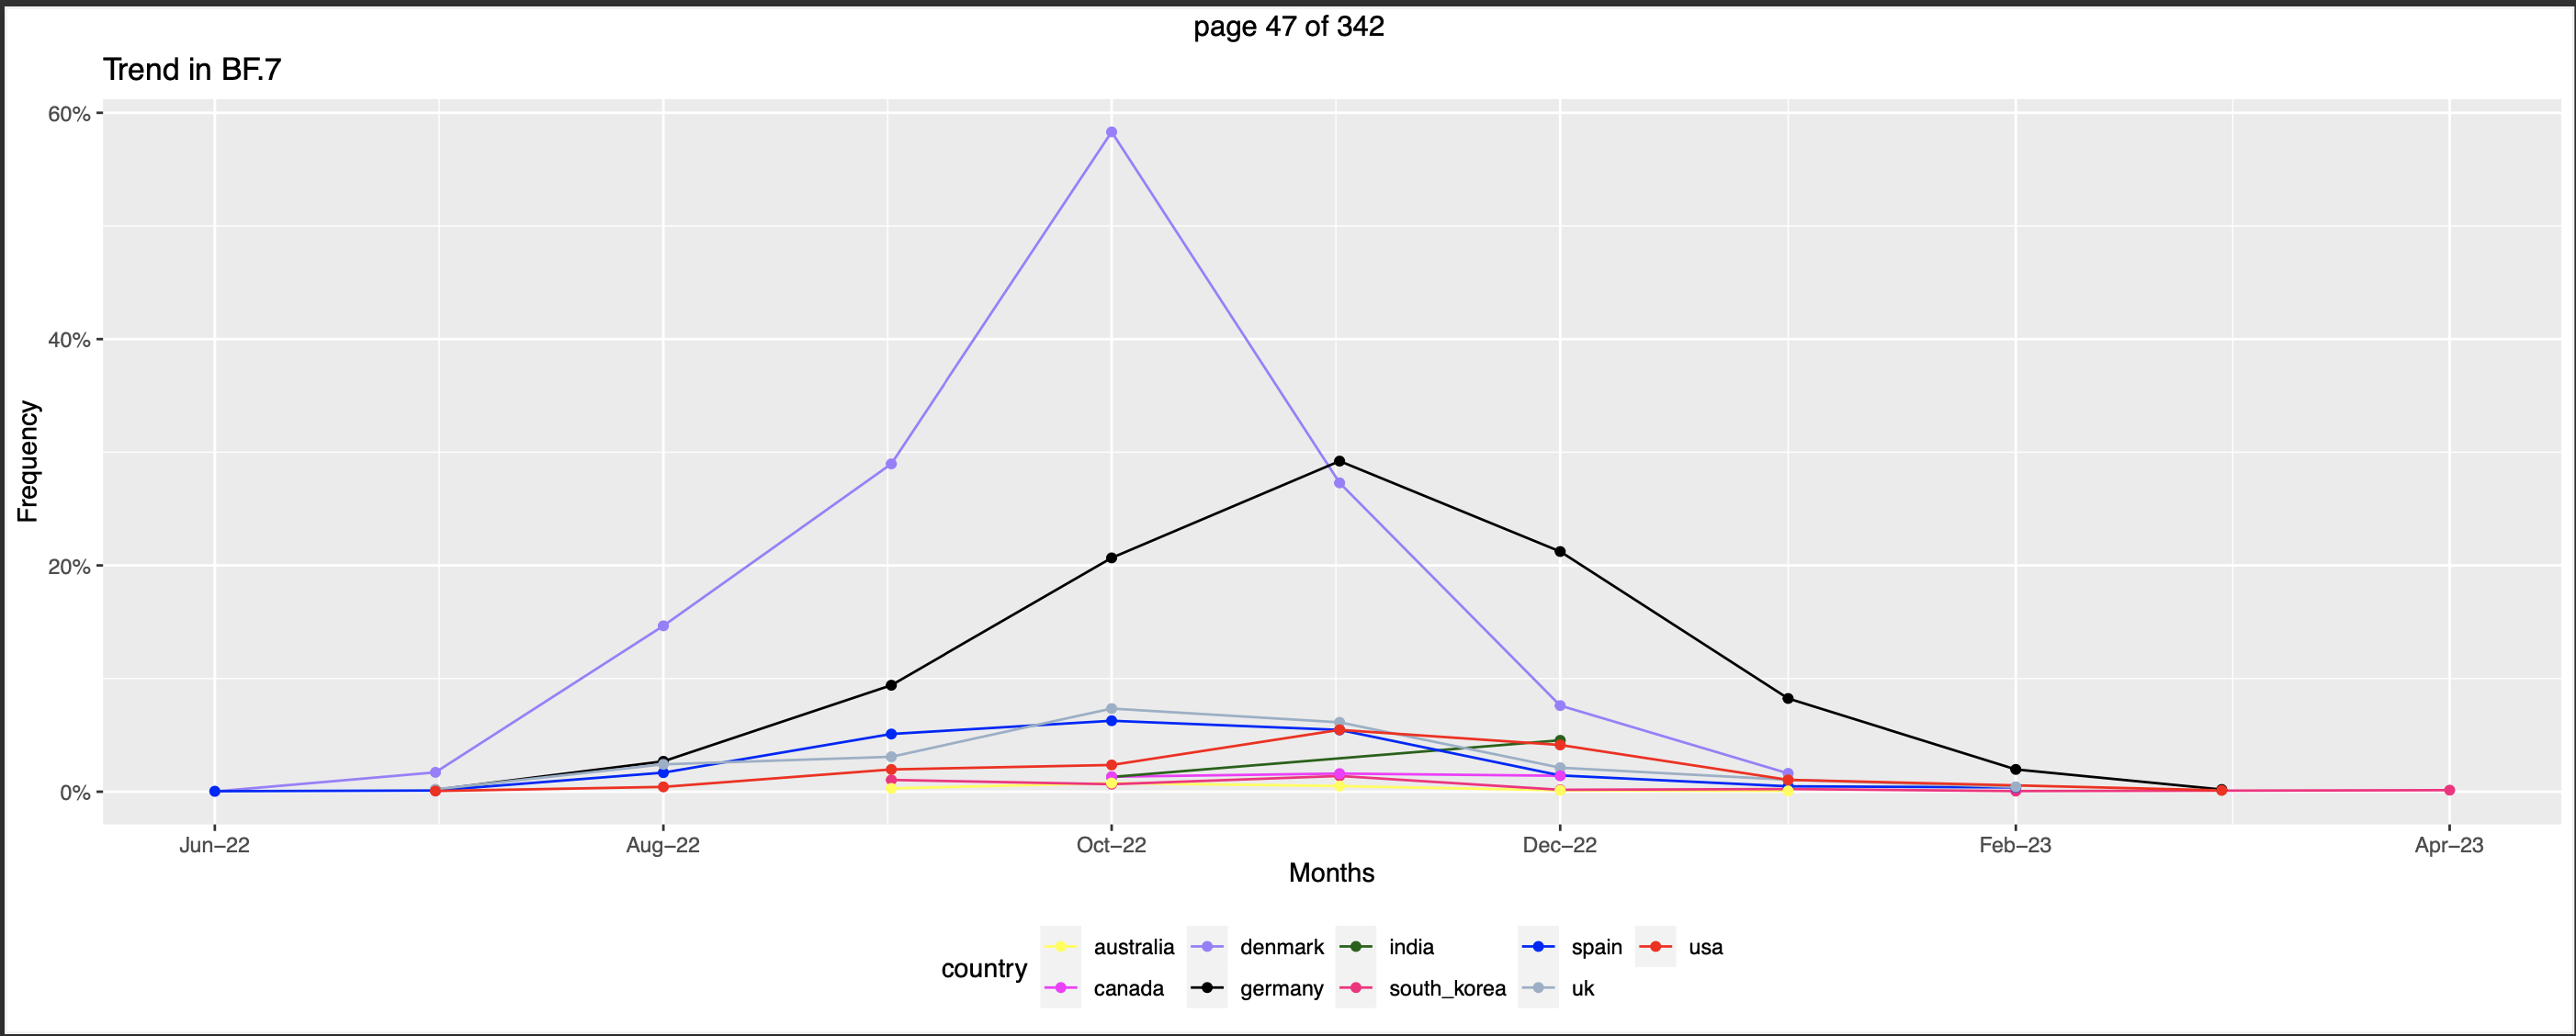 page 47 of 342
Trend in BF.7
60%
40%
20%
0%
Frequency
Jun–22 Aug–22 Oct–22 Dec–22 Feb–23 Apr–23
Months
country
australia denmark india spain usa
canada germany south_korea uk